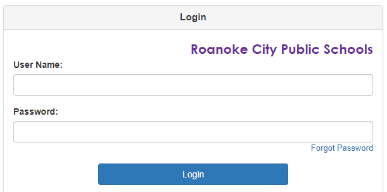 Login
Roanoke City Public Schools
User Name:
Password:
Forgot Password
Login